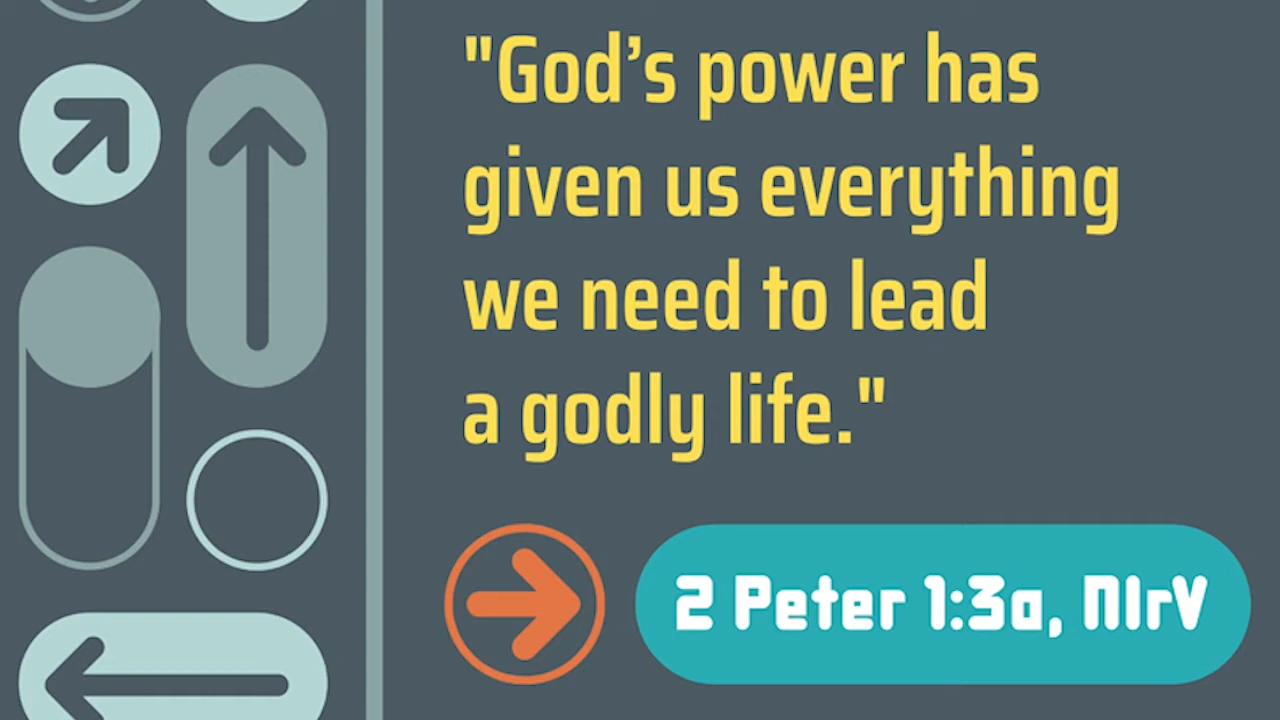 "God’s power has
given us everything
we need to lead
a godly life."
2 Peter 1:3a, NIrV